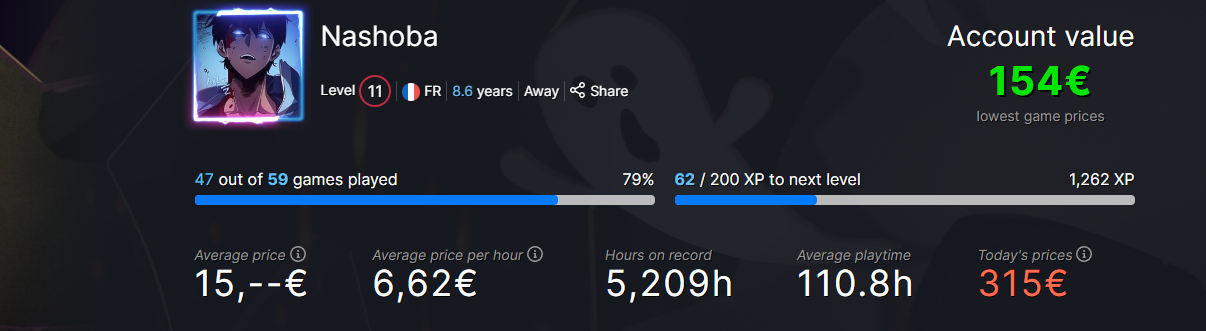 Nashoba
Account value
154€
lowest game prices
Level 11 FR 8.6 years Away Share
47 out of 59 games played 79%
62 / 200 XP to next level 1,262 XP
Average price Average price per hour Hours on record Average playtime Today's prices
15,--€ 6,62€ 5,209h 110.8h 315€